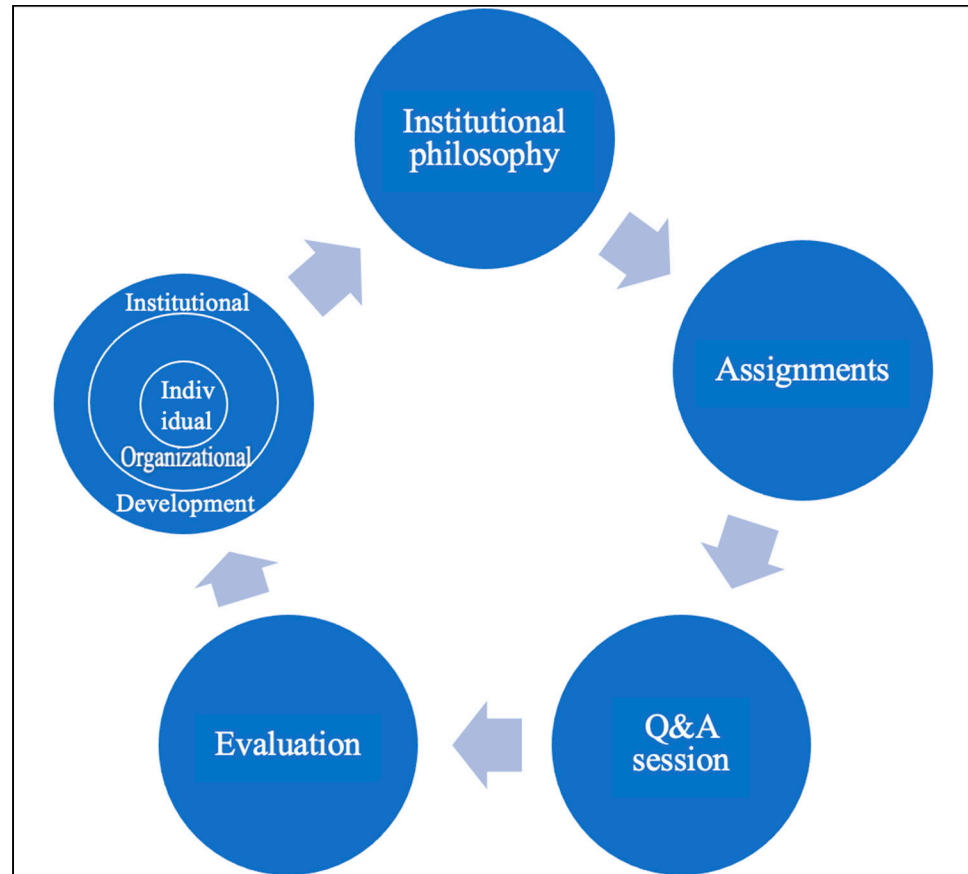 Institutional
philosophy
Assignments
Q&A
session
Evaluation
Institutional
Indiv
idual
Organizational
Development